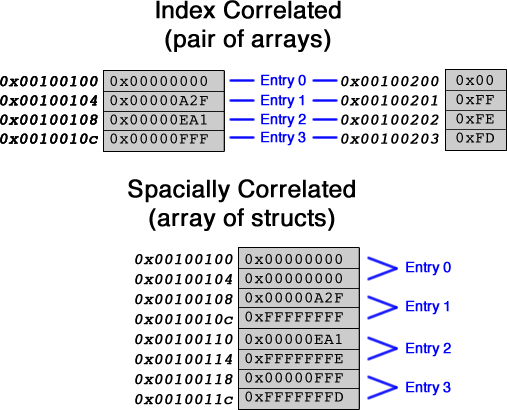 Index Correlated
(pair of arrays)
0x00100100 0x00000000 Entry 0 0x00100200 0x00
0x00100104 0x00000A2F Entry 1 0x00100201 0xFF
0x00100108 0x00000EA1 Entry 2 0x00100202 0xFE
0x0010010c 0x00000FFF Entry 3 0x00100203 0xFD
Spacially Correlated
(array of structs)
0x00100100 0x00000000
Entry 0
0x00100104 0x00000000
0x00100108 0x00000A2F
Entry 1
0x0010010c 0xFFFFFFFF
0x00100110 0x00000EA1
Entry 2
0x00100114 0xFFFFFFFE
0x00100118 0x00000FFF
Entry 3
0x0010011c 0xFFFFFFFD